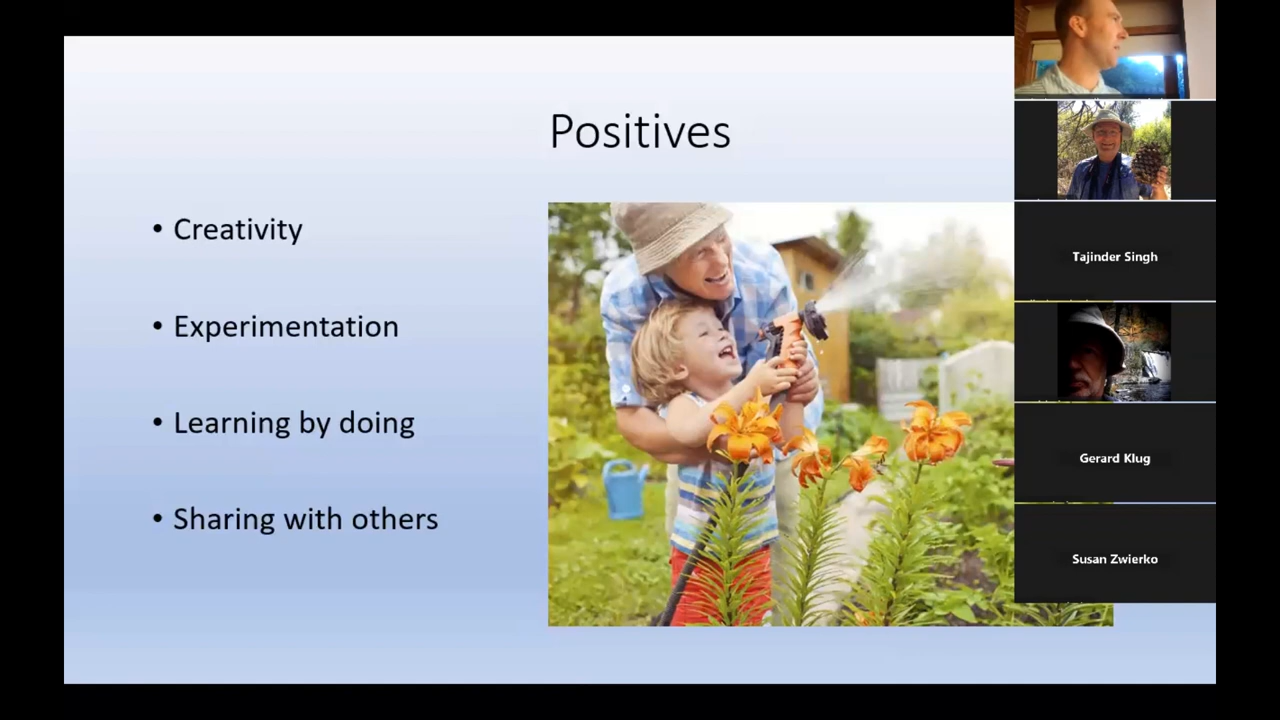 Positives
• Creativity
• Experimentation
• Learning by doing
• Sharing with others
Tajinder Singh
Gerard Klug
Susan Zwierko